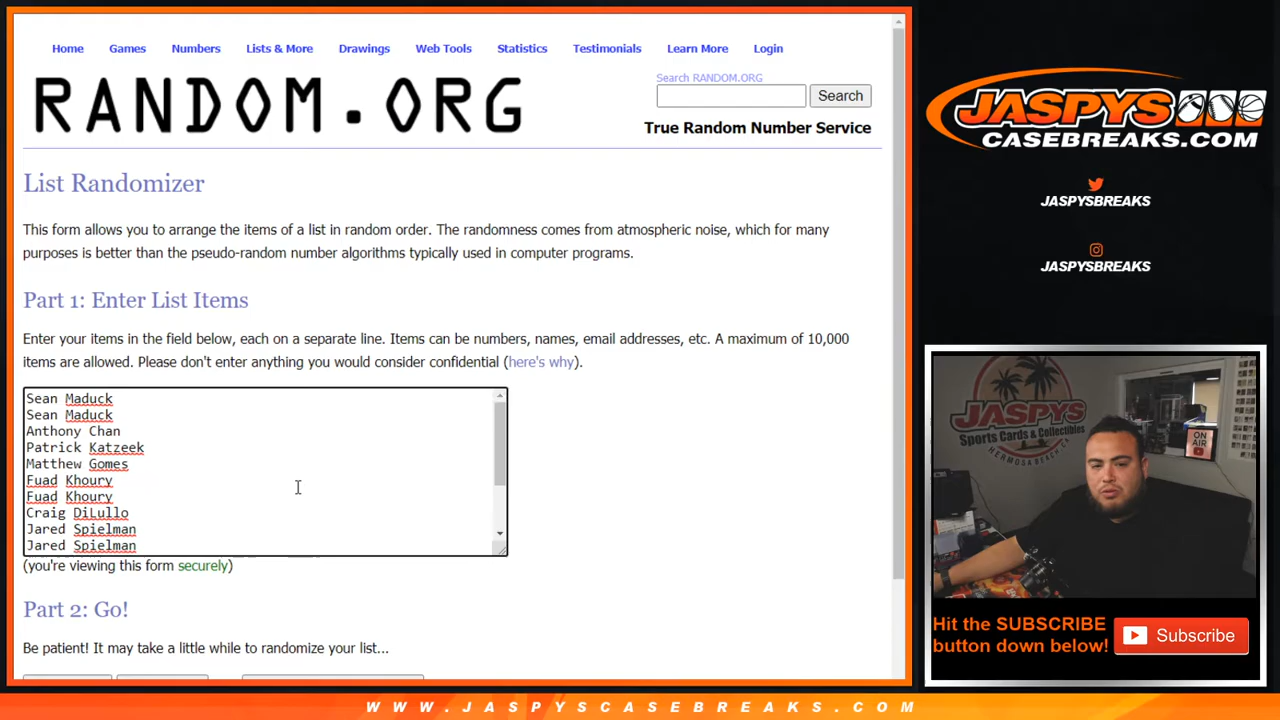 Home Games Numbers Lists & More Drawings Web Tools Statistics Testimonials Learn More Login
RANDOM.ORG
Search RANDOM.ORG
Search
True Random Number Service
List Randomizer
This form allows you to arrange the items of a list in random order. The randomness comes from atmospheric noise, which for many
purposes is better than the pseudo-random number algorithms typically used in computer programs.
Part 1: Enter List Items
Enter your items in the field below, each on a separate line. Items can be numbers, names, email addresses, etc. A maximum of 10,000
items are allowed. Please don't enter anything you would consider confidential (here's why).
Sean Maduck
Sean Maduck
Anthony Chan
Patrick Katzeek
Matthew Gomes
Fuad Khoury
Fuad Khoury
Craig DiLullo
Jared Spielman
Jared Spielman
(you're viewing this form securely)
Part 2: Go!
Be patient! It may take a little while to randomize your list...
JASPYS
CASEBREAKS.COM
JASPYSBREAKS
JASPYSBREAKS
JASPYS
Sports Cards & Collectibles
HERMOSA BEACH, CA
ON
AIR
Hit the SUBSCRIBE
button down below!
Subscribe
WWW.JASPYSCASEBREAKS.COM